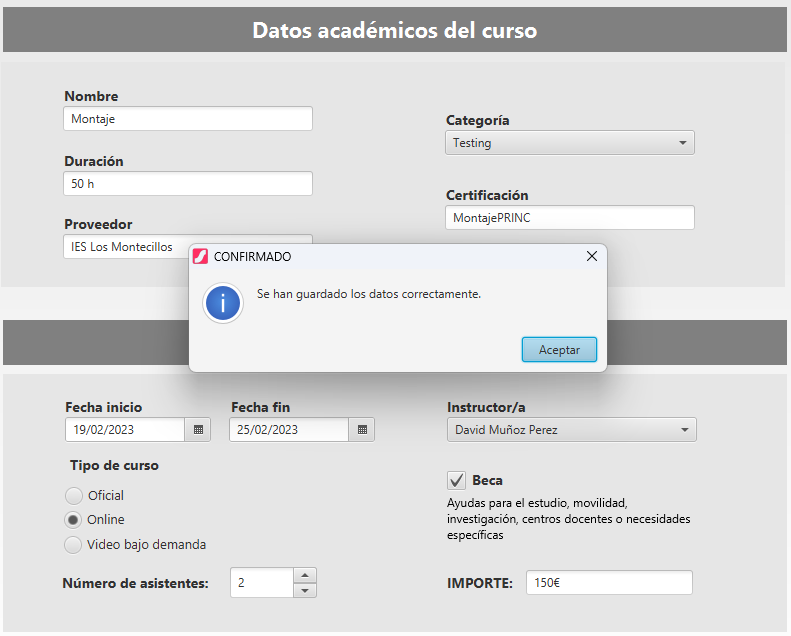 Datos académicos del curso
Nombre
Montaje
Categoría
Testing
Duración
50 h
Certificación
MontajePRINC
Proveedor
IES Los Montecillos
CONFIRMADO
Se han guardado los datos correctamente.
Aceptar
Fecha inicio
Fecha fin
Instructor/a
19/02/2023
25/02/2023
David Muñoz Perez
Tipo de curso
Oficial
Online
Video bajo demanda
Beca
Ayudas para el estudio, movilidad,
investigación, centros docentes o necesidades
específicas
Número de asistentes:
2
IMPORTE:
150€